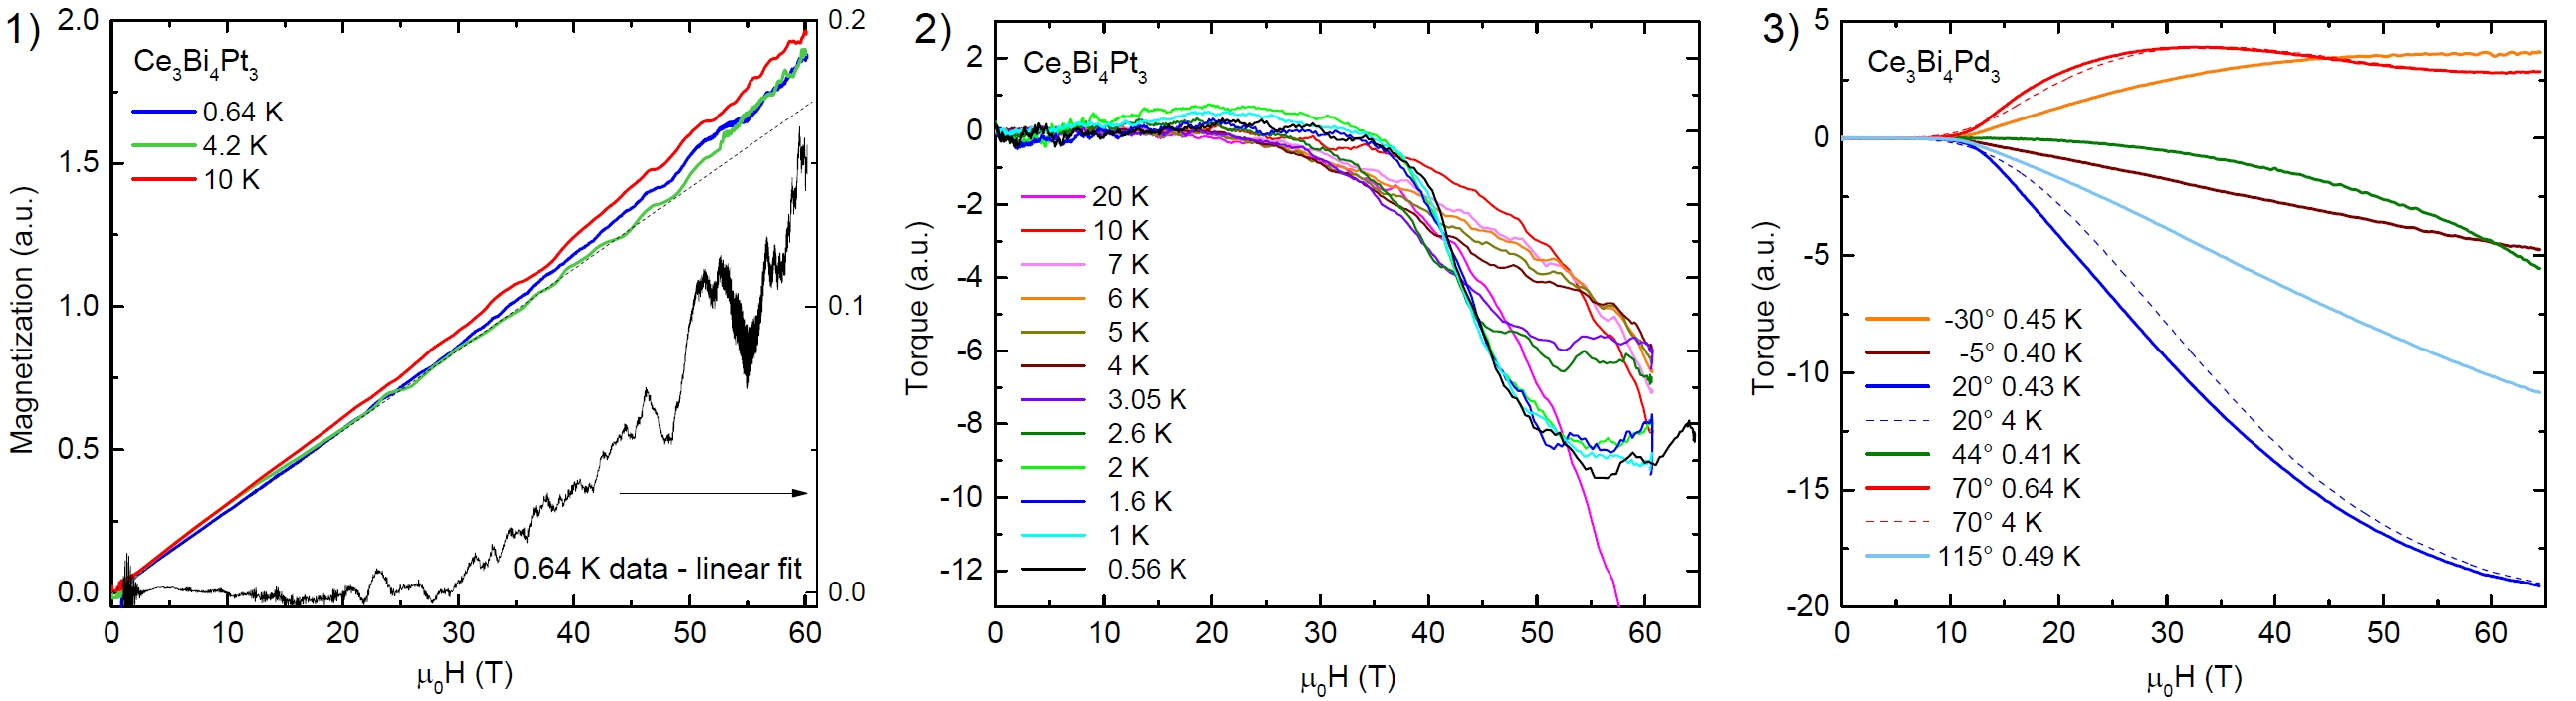 1)
2.0
1.5
1.0
0.5
0.0
Magnetization (a.u.)
Ce3Bi4Pt3
0.64 K
4.2 K
10 K
0.2
0.1
0.0
0.64 K data - linear fit
0 10 20 30 40 50 60
μ0H (T)
2)
2
0
-2
-4
-6
-8
-10
-12
Torque (a.u.)
Ce3Bi4Pt3
20 K
10 K
7 K
6 K
5 K
4 K
3.05 K
2.6 K
2 K
1.6 K
1 K
0.56 K
0 10 20 30 40 50 60
μ0H (T)
3)
5
0
-5
-10
-15
-20
Torque (a.u.)
Ce3Bi4Pd3
-30° 0.45 K
-5° 0.40 K
20° 0.43 K
20° 4 K
44° 0.41 K
70° 0.64 K
70° 4 K
115° 0.49 K
0 10 20 30 40 50 60
μ0H (T)